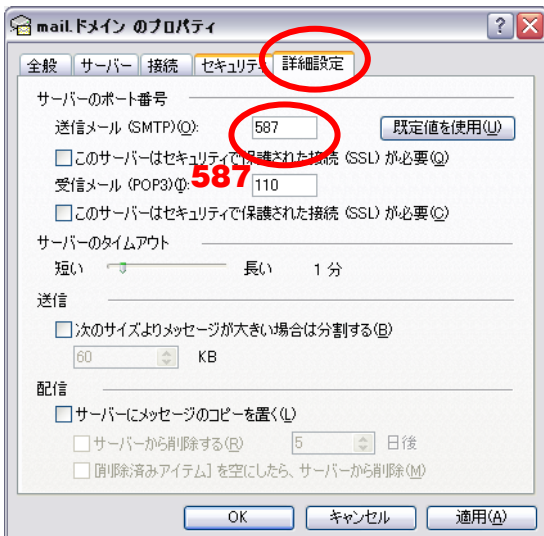 mail.ドメイン のプロパティ
全般 サーバー 接続 セキュリティ 詳細設定
サーバーのポート番号
送信メール (SMTP)(O): 587 既定値を使用(U)
このサーバーはセキュリティで保護された接続 (SSL) が必要(Q)
587
受信メール (POP3)(I): 110
このサーバーはセキュリティで保護された接続 (SSL) が必要(C)
サーバーのタイムアウト
短い 長い 1 分
送信
次のサイズよりメッセージが大きい場合は分割する(B)
60 KB
配信
サーバーにメッセージのコピーを置く(L)
サーバーから削除する(R) 5 日後
[削除済みアイテム] を空にしたら、サーバーから削除(M)
OK キャンセル 適用(A)